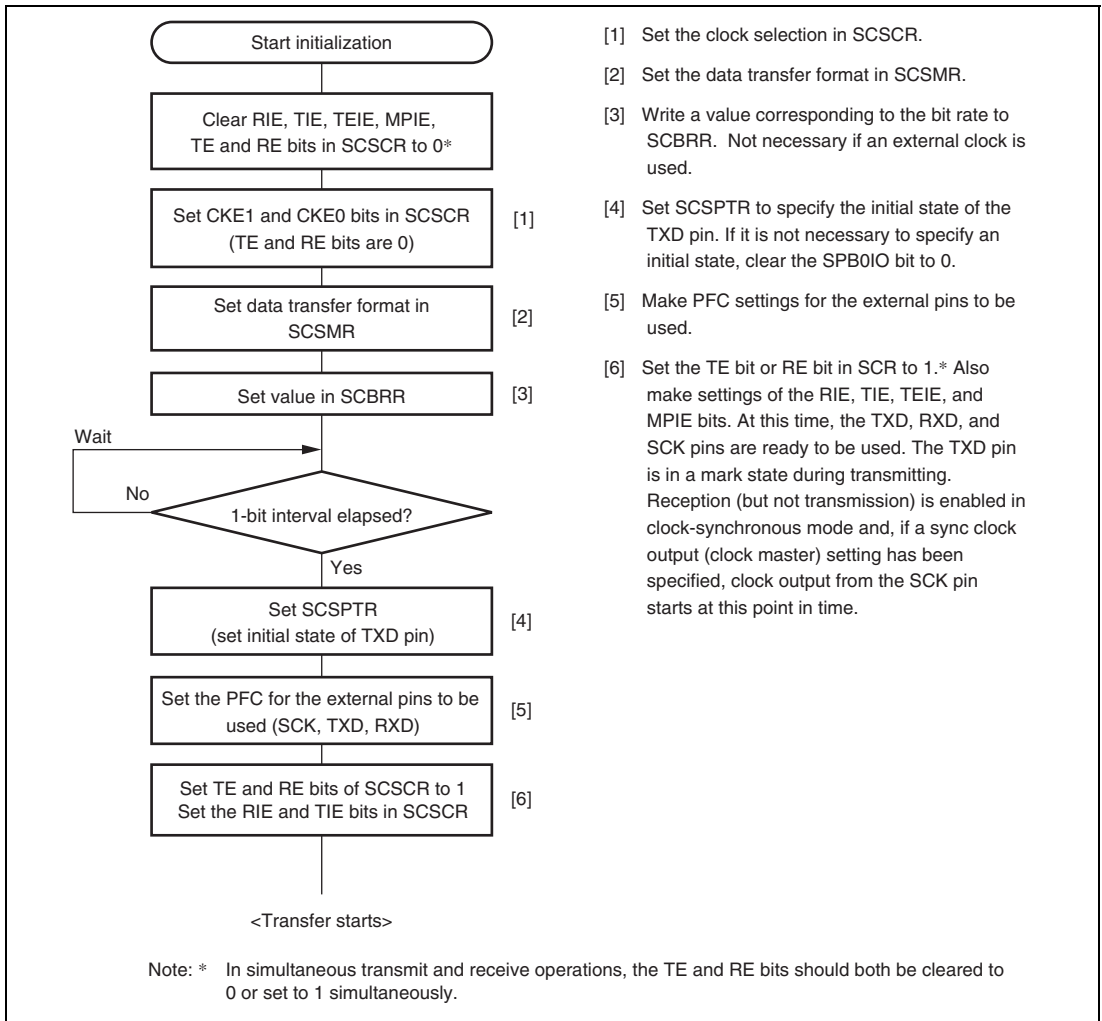 Start initialization
Clear RIE, TIE, TEIE, MPIE,
TE and RE bits in SCSCR to 0*
Set CKE1 and CKE0 bits in SCSCR
(TE and RE bits are 0)
[1]
Set data transfer format in
SCSMR
[2]
Set value in SCBRR
[3]
Wait
No
1-bit interval elapsed?
Yes
Set SCSPTR
(set initial state of TXD pin)
[4]
Set the PFC for the external pins to be
used (SCK, TXD, RXD)
[5]
Set TE and RE bits of SCSCR to 1
Set the RIE and TIE bits in SCSCR
[6]
<Transfer starts>
[1] Set the clock selection in SCSCR.
[2] Set the data transfer format in SCSMR.
[3] Write a value corresponding to the bit rate to
SCBRR. Not necessary if an external clock is
used.
[4] Set SCSPTR to specify the initial state of the
TXD pin. If it is not necessary to specify an
initial state, clear the SPB0IO bit to 0.
[5] Make PFC settings for the external pins to be
used.
[6] Set the TE bit or RE bit in SCR to 1.* Also
make settings of the RIE, TIE, TEIE, and
MPIE bits. At this time, the TXD, RXD, and
SCK pins are ready to be used. The TXD pin
is in a mark state during transmitting.
Reception (but not transmission) is enabled in
clock-synchronous mode and, if a sync clock
output (clock master) setting has been
specified, clock output from the SCK pin
starts at this point in time.
Note: * In simultaneous transmit and receive operations, the TE and RE bits should both be cleared to
0 or set to 1 simultaneously.